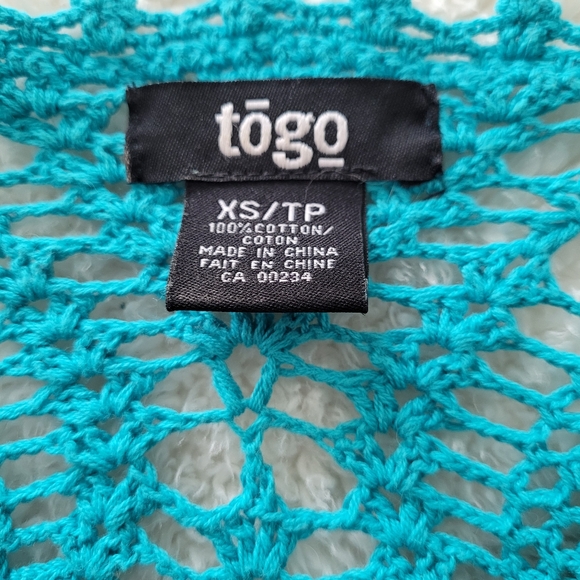 tōgo
XS/TP
100%COTTON/
COTON
MADE IN CHINA
FAIT EN CHINE
CA 00234